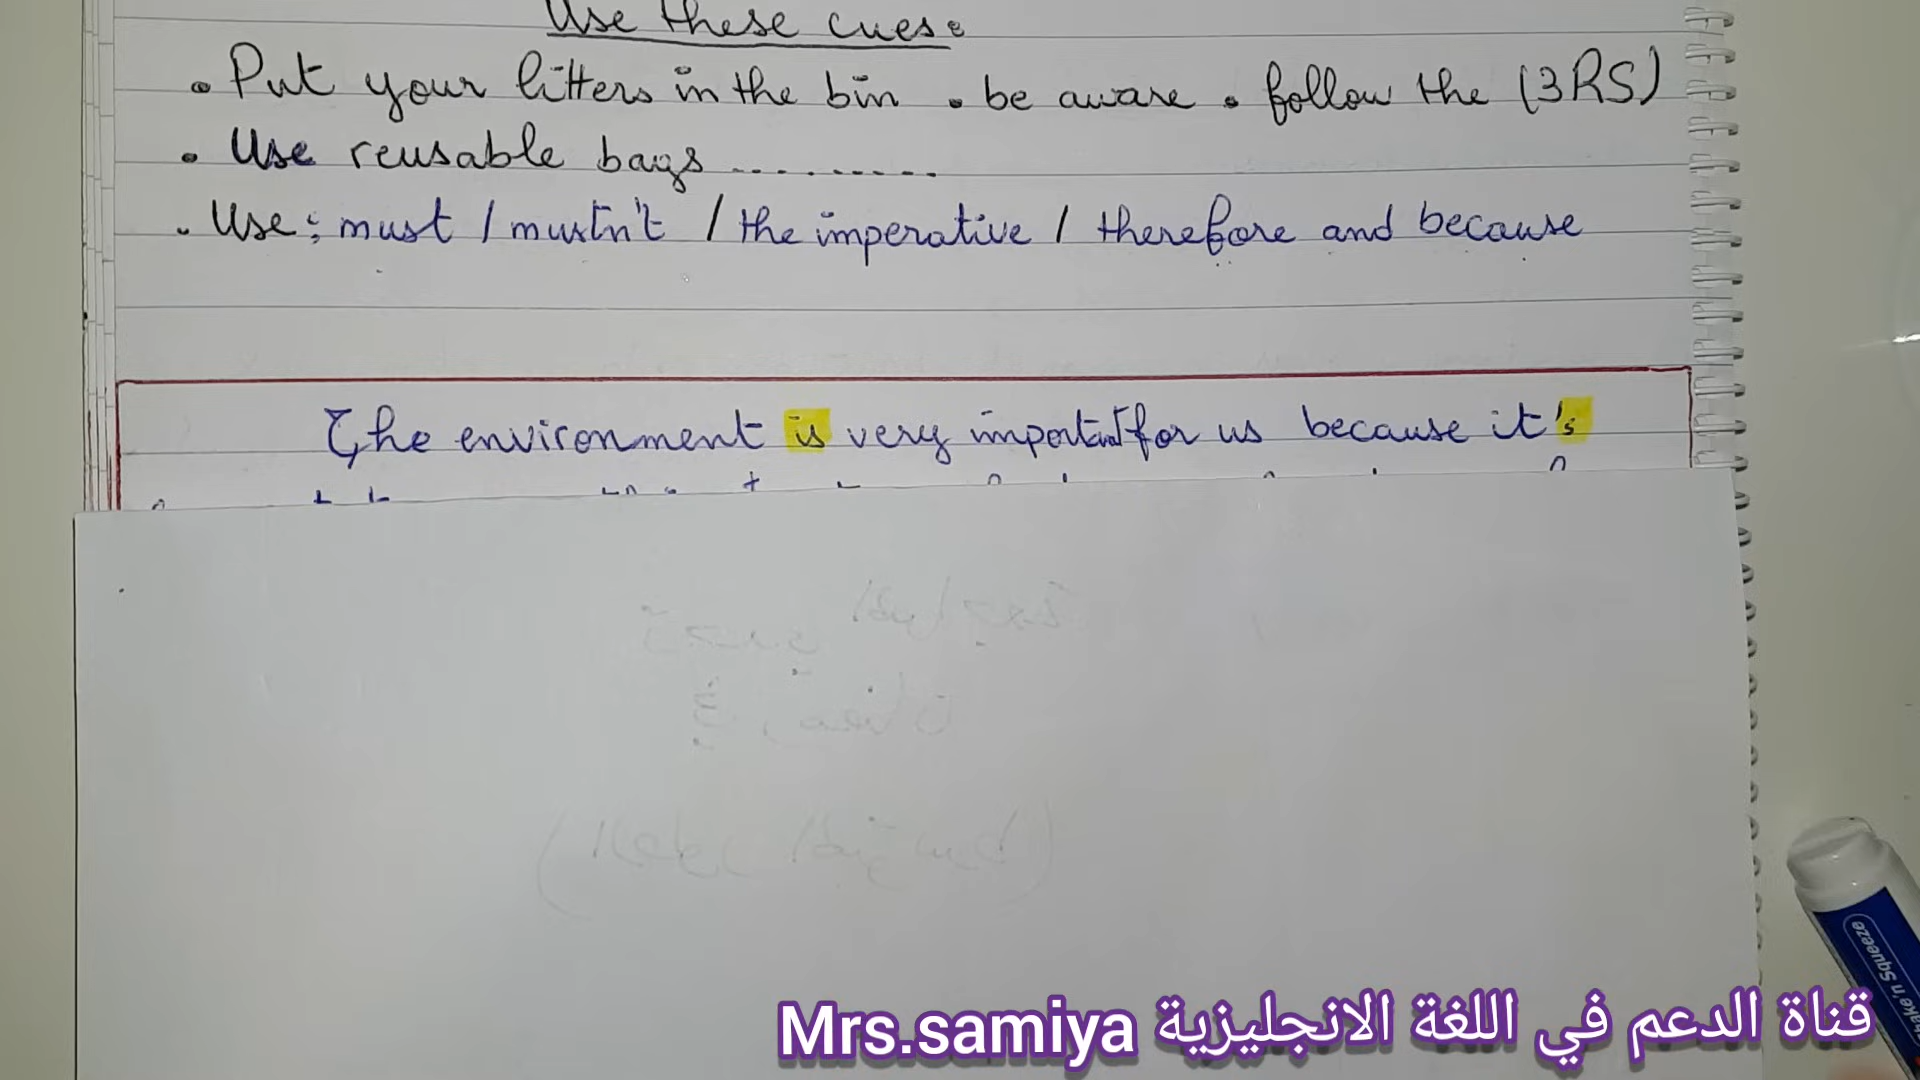 Use these cues:
• Put your litters in the bin • be aware • follow the (3RS)
• Use reusable bags ..........
• Use: must / mustn't / the imperative / therefore and because
The environment is very important for us because it's
Shake'n Squeeze
Mrs.samiya قناة الدعم في اللغة الانجليزية